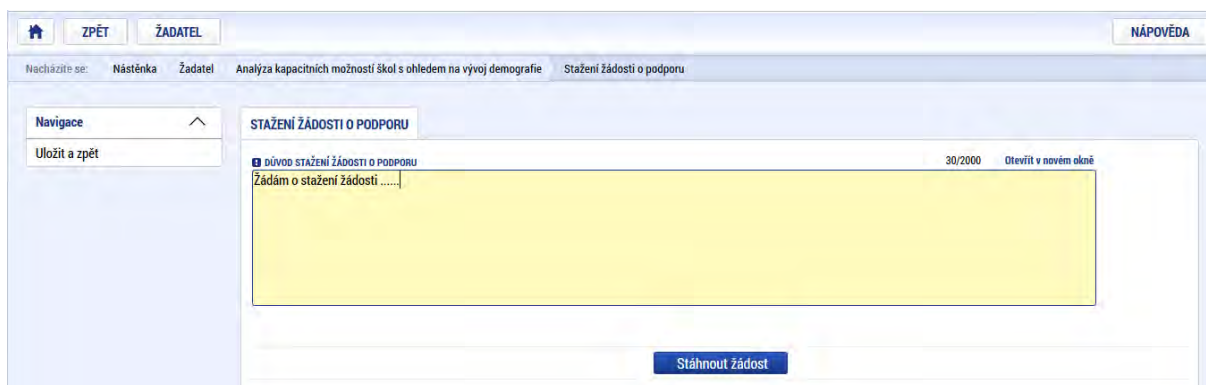 ZPĚT ŽADATEL NÁPOVĚDA
Nacházíte se: Nástěnka Žadatel Analýza kapacitních možností škol s ohledem na vývoj demografie Stažení žádosti o podporu
Navigace
Uložit a zpět
STAŽENÍ ŽÁDOSTI O PODPORU
DŮVOD STAŽENÍ ŽÁDOSTI O PODPORU 30/2000 Otevřít v novém okně
Žádám o stažení žádosti ......
Stáhnout žádost